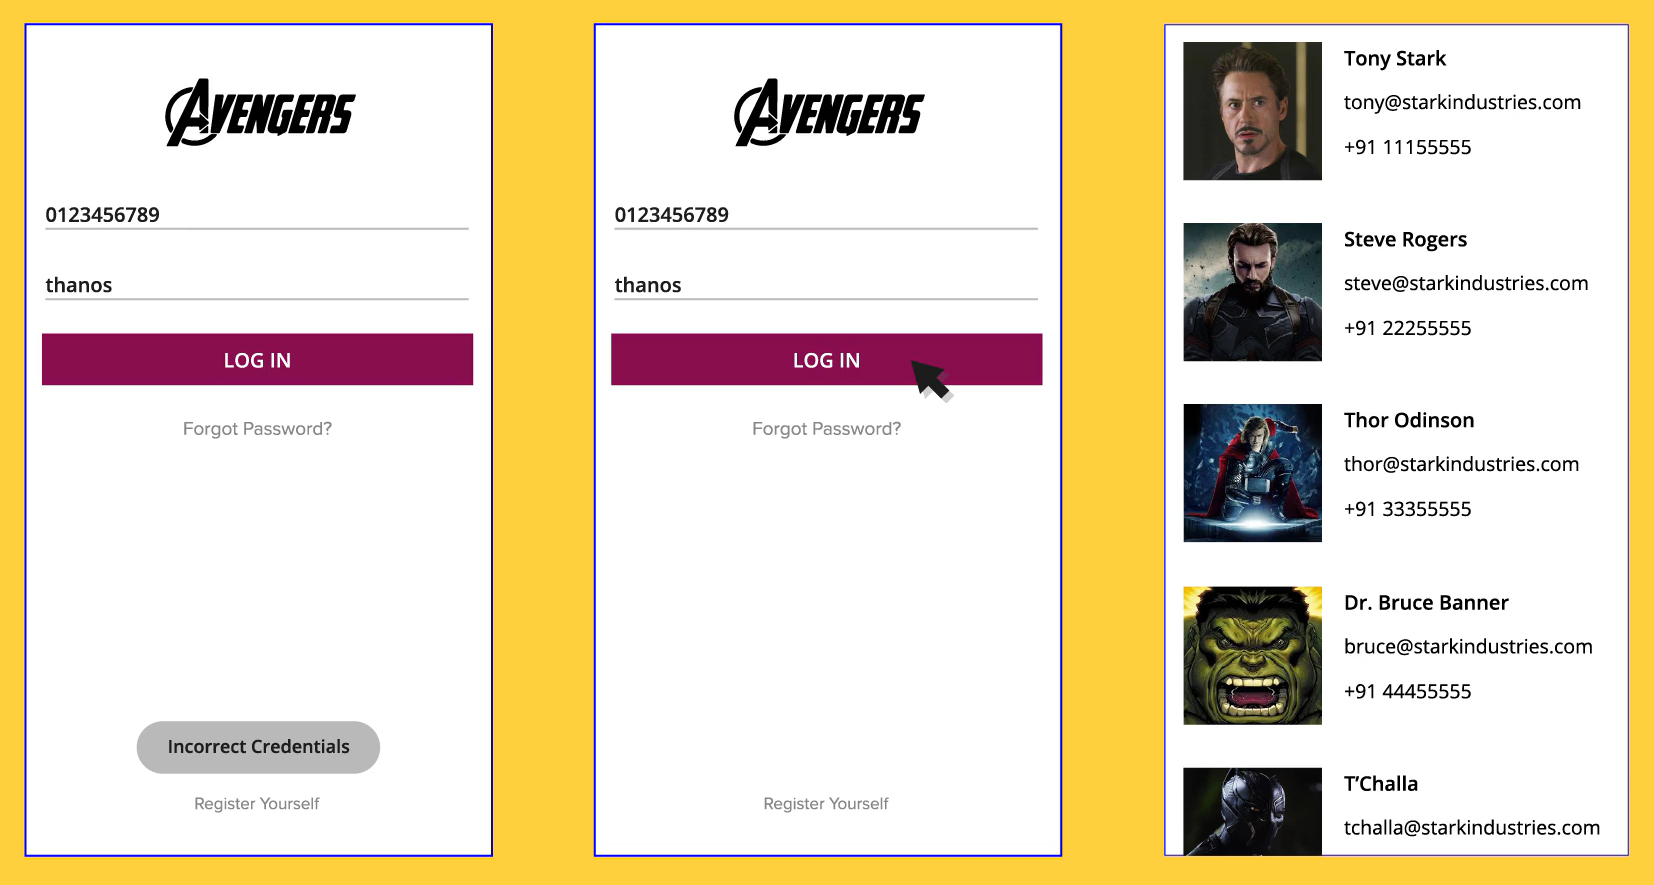 AVENGERS
0123456789
thanos
LOG IN
Forgot Password?
Incorrect Credentials
Register Yourself
AVENGERS
0123456789
thanos
LOG IN
Forgot Password?
Register Yourself
Tony Stark
tony@starkindustries.com
+91 11155555
Steve Rogers
steve@starkindustries.com
+91 22255555
Thor Odinson
thor@starkindustries.com
+91 33355555
Dr. Bruce Banner
bruce@starkindustries.com
+91 44455555
T’Challa
tchalla@starkindustries.com